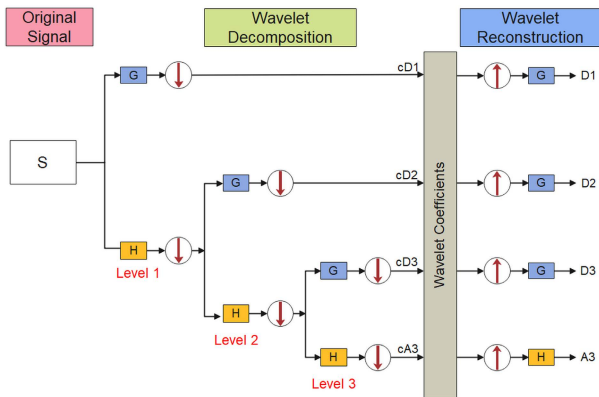 Original
Signal
Wavelet
Decomposition
Wavelet
Reconstruction
G
cD1
G
D1
S
G
cD2
G
D2
H
Level 1
G
cD3
G
D3
H
Level 2
H
cA3
H
A3
Level 3
Wavelet Coefficients